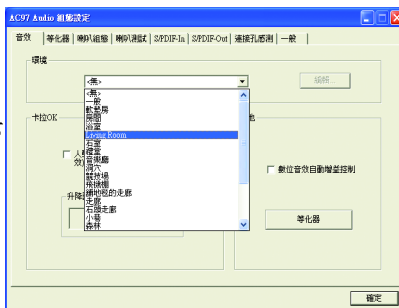 AC97 Audio 組態設定
音效 等化器 喇叭組態 喇叭測試 S/PDIF-In S/PDIF-Out 連接孔感測 一般
環境
<無>
編輯...
<無>
一般
軟墊房
房間
浴室
Living Room
石室
禮堂
音樂廳
洞穴
競技場
飛機棚
鋪地毯的走廊
走廊
石頭走廊
小巷
森林
卡拉OK
數位音效自動增益控制
等化器
確定